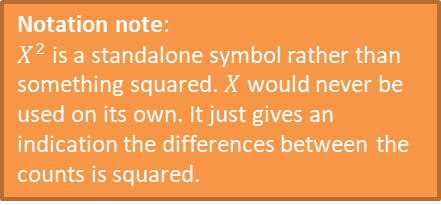 Notation note:
X² is a standalone symbol rather than
something squared. X would never be
used on its own. It just gives an
indication the differences between the
counts is squared.